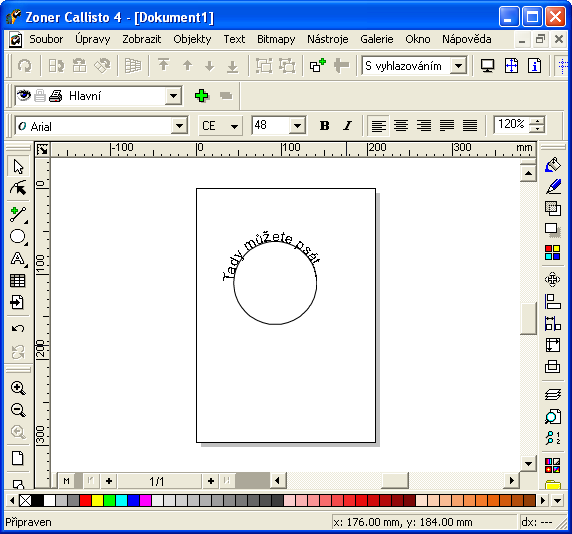 Zoner Callisto 4 - [Dokument1]
Soubor Úpravy Zobrazit Objekty Text Bitmapy Nástroje Galerie Okno Nápověda
S vyhlazováním
Hlavní
O Arial CE 48 B I 120%
-100 0 100 200 300 mm
0
100
200
300
Tady můžete psát
M 1/1
Připraven x: 176.00 mm, y: 184.00 mm dx: ---